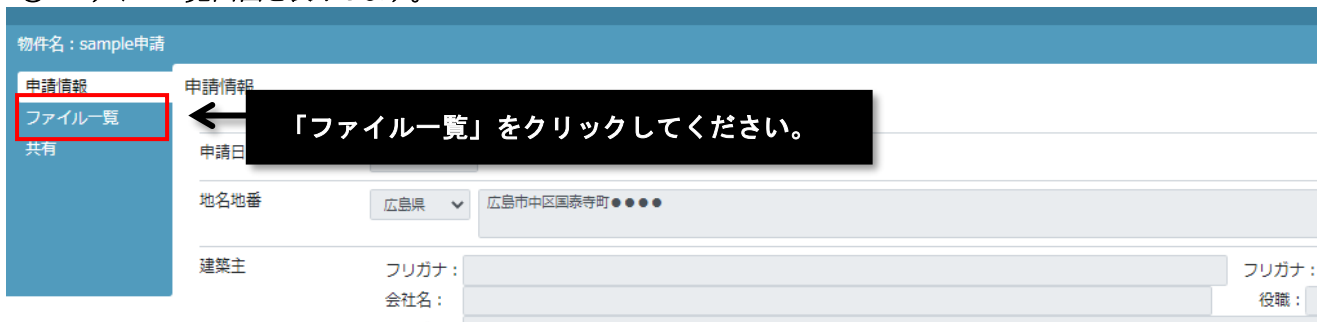 物件名：sample申請
申請情報
ファイル一覧
共有
申請情報
「ファイル一覧」をクリックしてください。
申請日
地名地番
広島県
広島市中区国泰寺町●●●●
建築主
フリガナ：
フリガナ：
会社名：
役職：